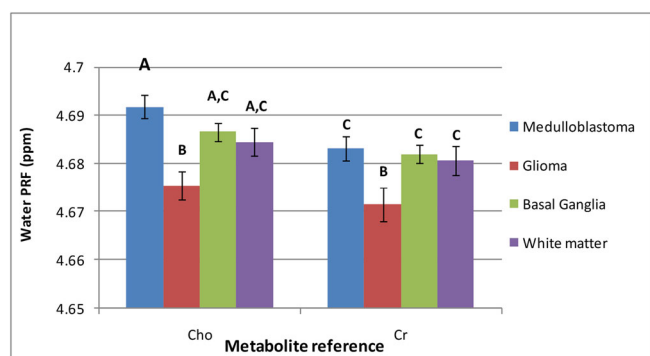 4.7
4.69
4.68
4.67
4.66
4.65
Water PRF (ppm)
A
B
A,C
A,C
C
B
C
C
Cho
Cr
Metabolite reference
Medulloblastoma
Glioma
Basal Ganglia
White matter